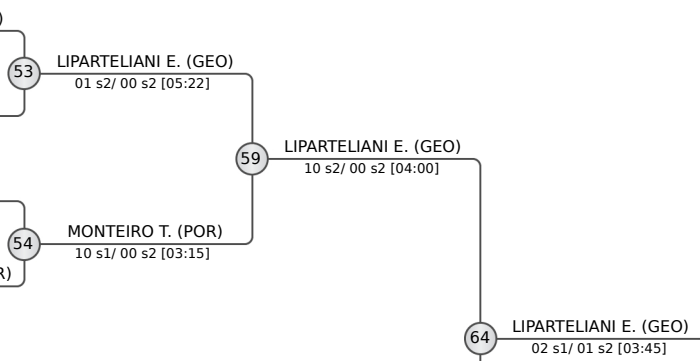 )
53
LIPARTELIANI E. (GEO)
01 s2/ 00 s2 [05:22]
59
LIPARTELIANI E. (GEO)
10 s2/ 00 s2 [04:00]
54
MONTEIRO T. (POR)
10 s1/ 00 s2 [03:15]
R)
64
LIPARTELIANI E. (GEO)
02 s1/ 01 s2 [03:45]